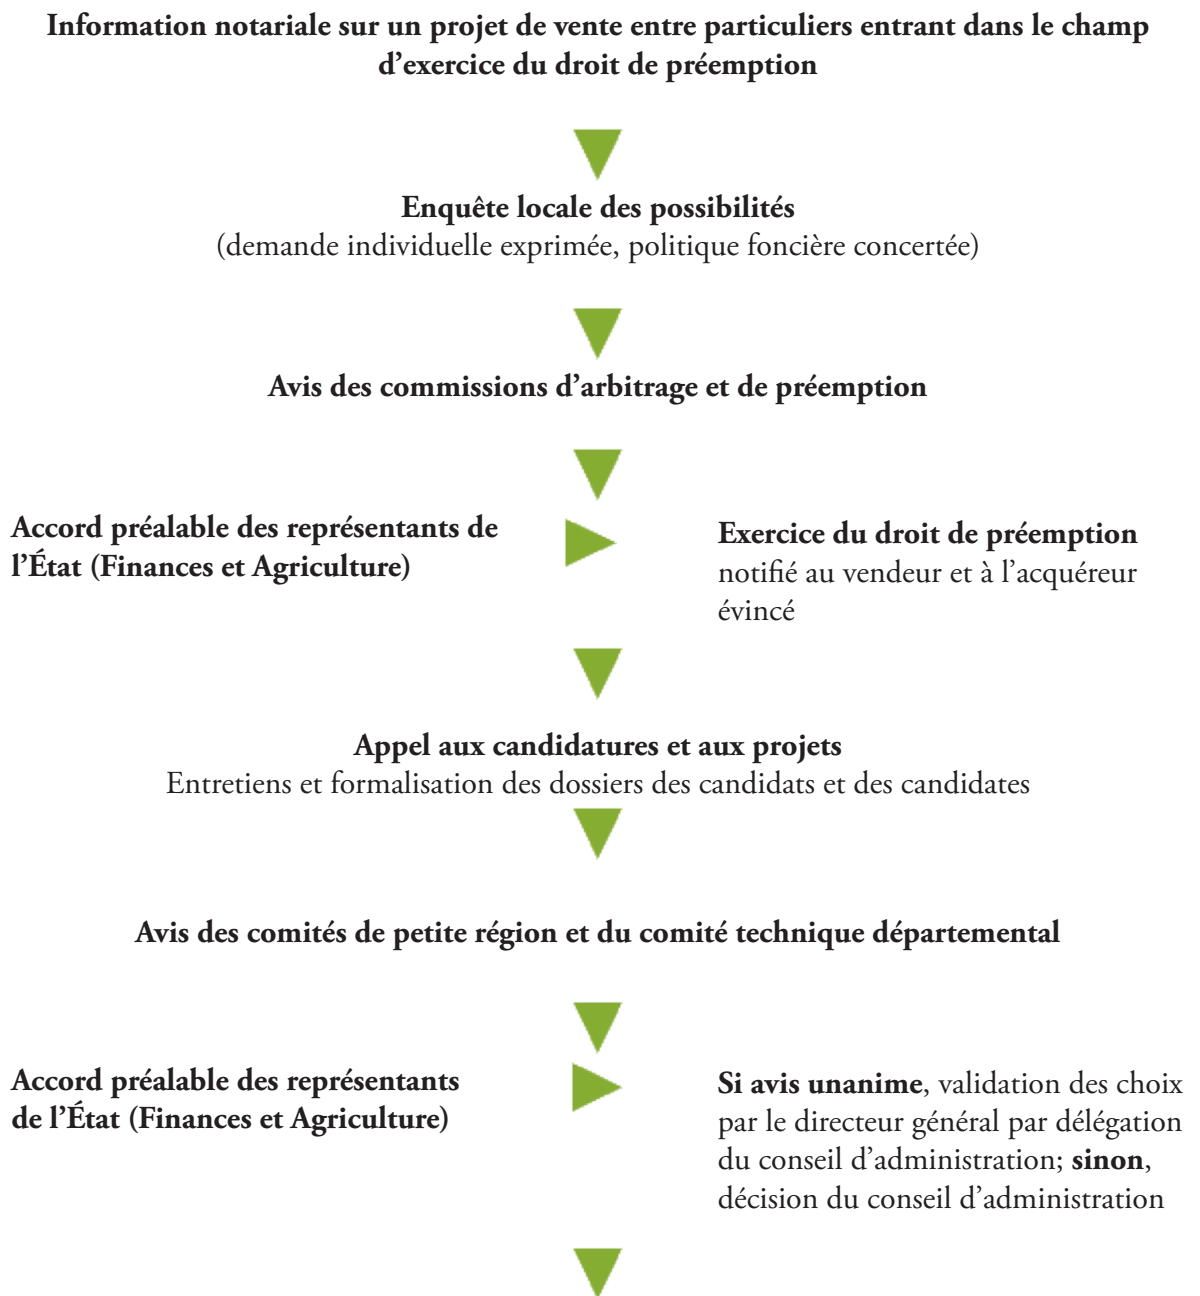 Information notariale sur un projet de vente entre particuliers entrant dans le champ
d’exercice du droit de préemption
Enquête locale des possibilités
(demande individuelle exprimée, politique foncière concertée)
Avis des commissions d’arbitrage et de préemption
Accord préalable des représentants de
l’État (Finances et Agriculture)
Exercice du droit de préemption
notifié au vendeur et à l’acquéreur
évincé
Appel aux candidatures et aux projets
Entretiens et formalisation des dossiers des candidats et des candidates
Avis des comités de petite région et du comité technique départemental
Accord préalable des représentants
de l’État (Finances et Agriculture)
Si avis unanime, validation des choix
par le directeur général par délégation
du conseil d’administration; sinon,
décision du conseil d’administration